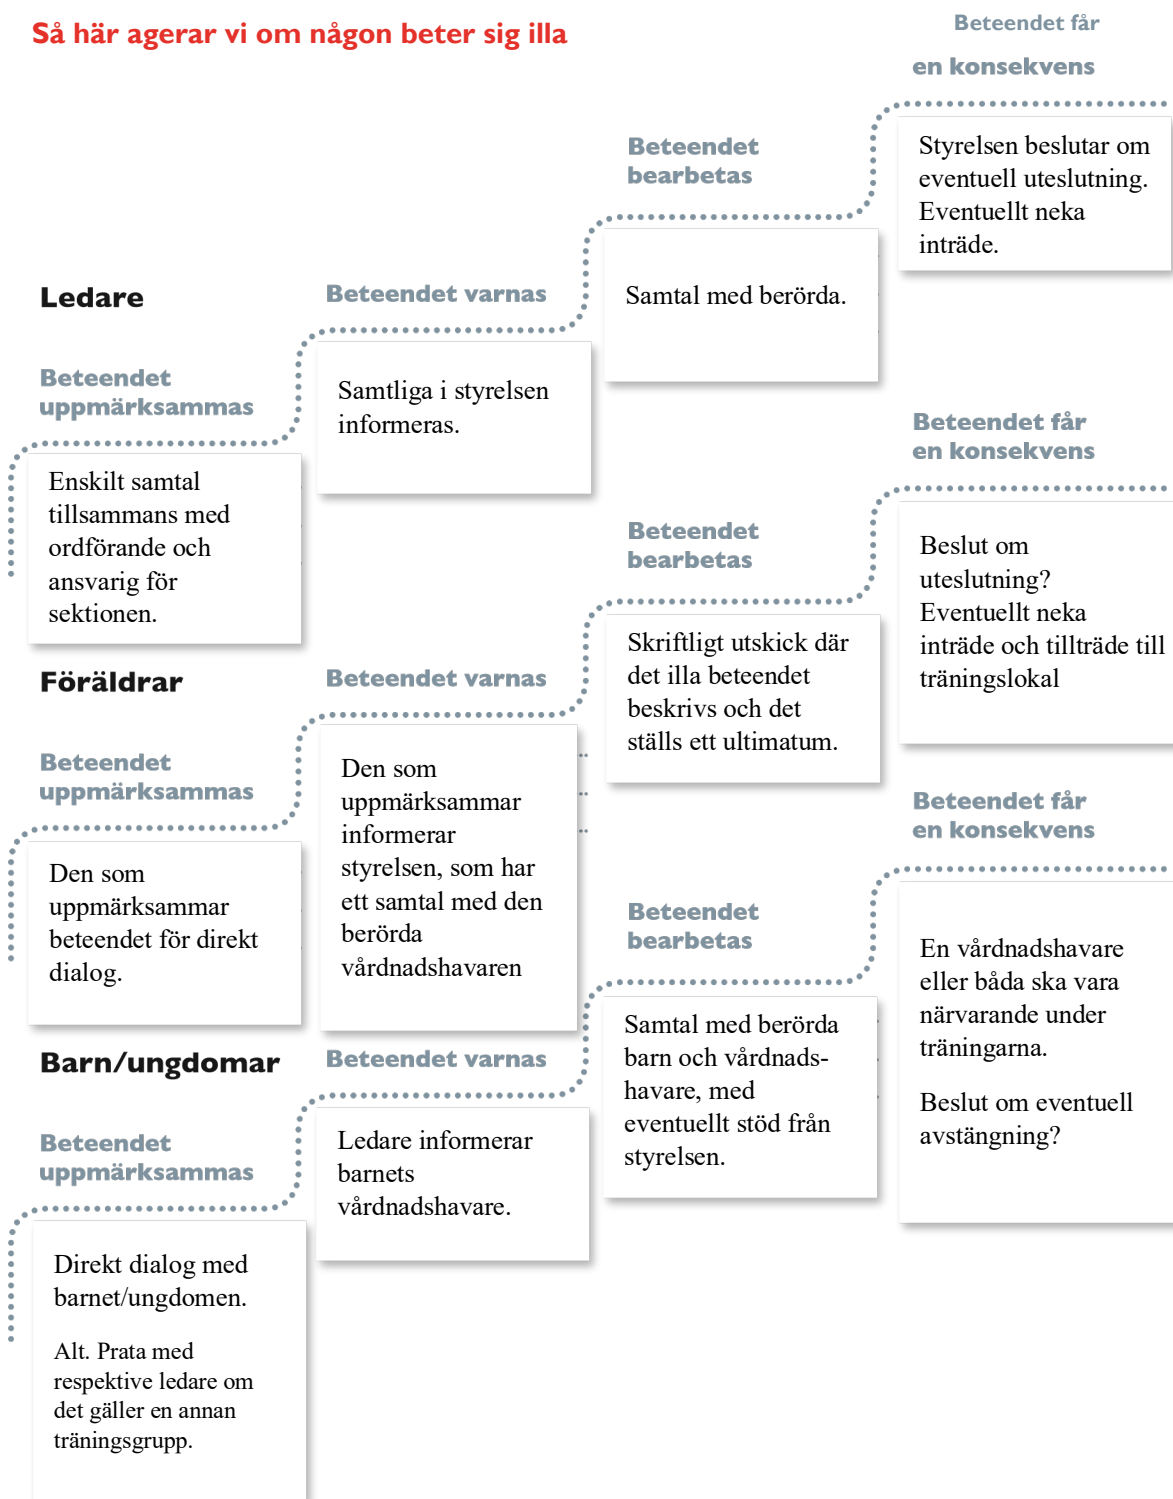 Så här agerar vi om någon beter sig illa
Ledare
Beteendet
uppmärksammas
Enskilt samtal
tillsammans med
ordförande och
ansvarig för
sektionen.
Beteendet varnas
Samtliga i styrelsen
informeras.
Beteendet
bearbetas
Samtal med berörda.
Beteendet får
en konsekvens
Styrelsen beslutar om
eventuell uteslutning.
Eventuellt neka
inträde.
Föräldrar
Beteendet
uppmärksammas
Den som
uppmärksammar
beteendet för direkt
dialog.
Beteendet varnas
Den som
uppmärksammar
informerar
styrelsen, som har
ett samtal med den
berörda
vårdnadshavaren
Beteendet
bearbetas
Skriftligt utskick där
det illa beteendet
beskrivs och det
ställs ett ultimatum.
Beteendet får
en konsekvens
Beslut om
uteslutning?
Eventuellt neka
inträde och tillträde till
träningslokal
Barn/ungdomar
Beteendet
uppmärksammas
Direkt dialog med
barnet/ungdomen.
Alt. Prata med
respektive ledare om
det gäller en annan
träningsgrupp.
Beteendet varnas
Ledare informerar
barnets
vårdnadshavare.
Beteendet
bearbetas
Samtal med berörda
barn och vårdnads-
havare, med
eventuellt stöd från
styrelsen.
Beteendet får
en konsekvens
En vårdnadshavare
eller båda ska vara
närvarande under
träningarna.
Beslut om eventuell
avstängning?